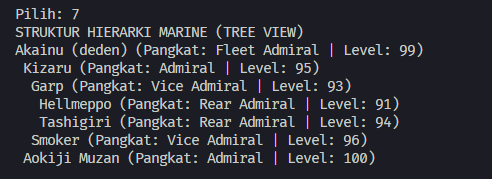 Pilih: 7
STRUKTUR HIERARKI MARINE (TREE VIEW)
Akainu (deden) (Pangkat: Fleet Admiral | Level: 99)
Kizaru (Pangkat: Admiral | Level: 95)
Garp (Pangkat: Vice Admiral | Level: 93)
Hellmeppo (Pangkat: Rear Admiral | Level: 91)
Tashigiri (Pangkat: Rear Admiral | Level: 94)
Smoker (Pangkat: Vice Admiral | Level: 96)
Aokiji Muzan (Pangkat: Admiral | Level: 100)